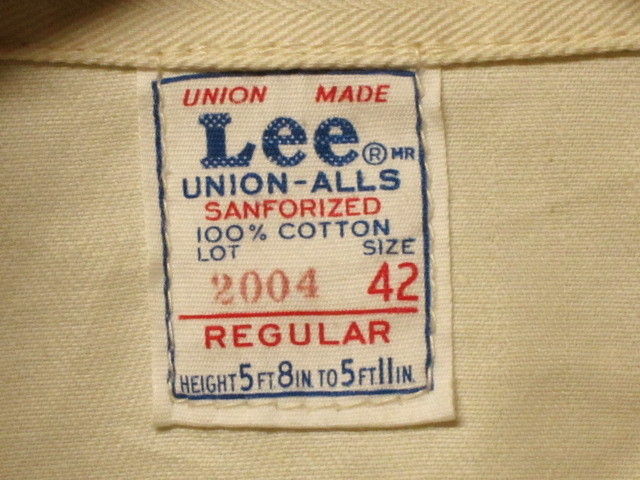 UNION MADE
Lee ® MR
UNION-ALLS
SANFORIZED
100% COTTON
LOT SIZE
2004 42
REGULAR
HEIGHT 5 FT. 8 IN. TO 5 FT. 11 IN.